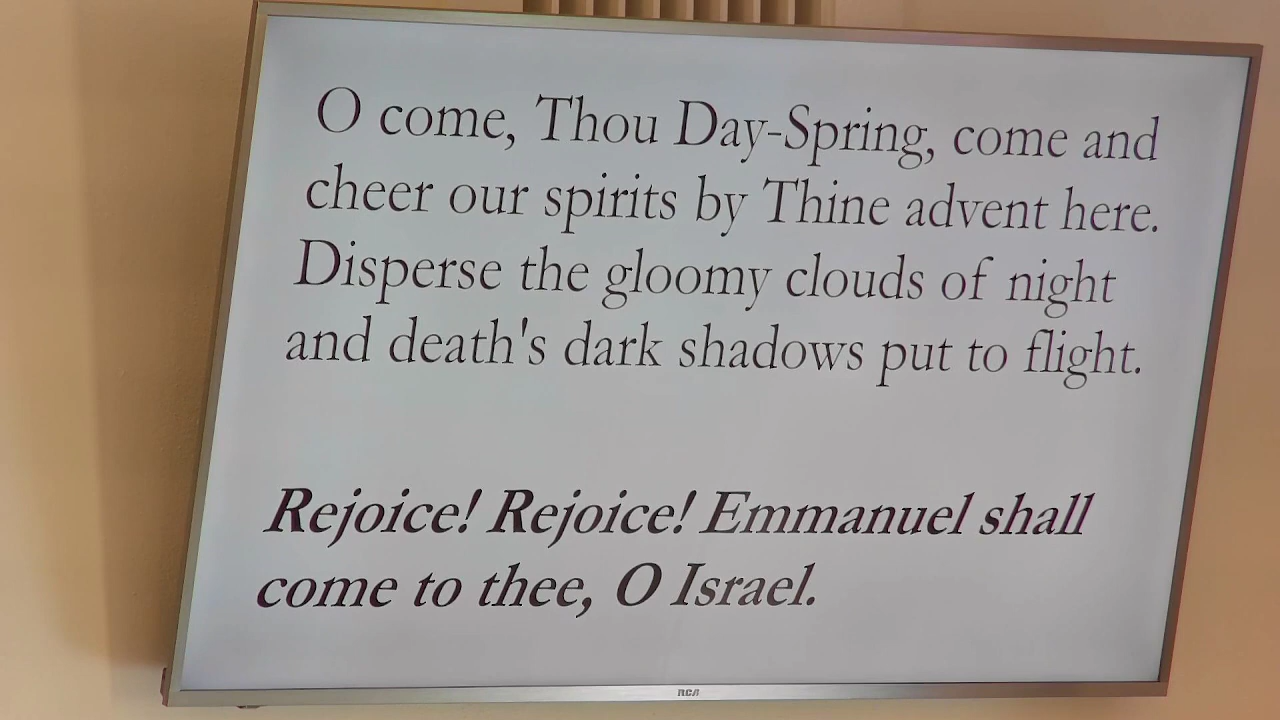 O come, Thou Day-Spring, come and
cheer our spirits by Thine advent here.
Disperse the gloomy clouds of night
and death's dark shadows put to flight.
Rejoice! Rejoice! Emmanuel shall
come to thee, O Israel.
RCA